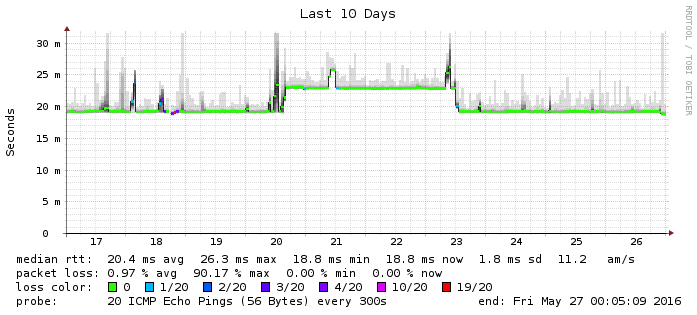 Last 10 Days
RRDTOOL / TOBI OETIKER
Seconds
30 m
25 m
20 m
15 m
10 m
5 m
0
17 18 19 20 21 22 23 24 25 26
median rtt: 20.4 ms avg 26.3 ms max 18.8 ms min 18.8 ms now 1.8 ms sd 11.2 am/s
packet loss: 0.97 % avg 90.17 % max 0.00 % min 0.00 % now
loss color: 0 1/20 2/20 3/20 4/20 10/20 19/20
probe: 20 ICMP Echo Pings (56 Bytes) every 300s end: Fri May 27 00:05:09 2016